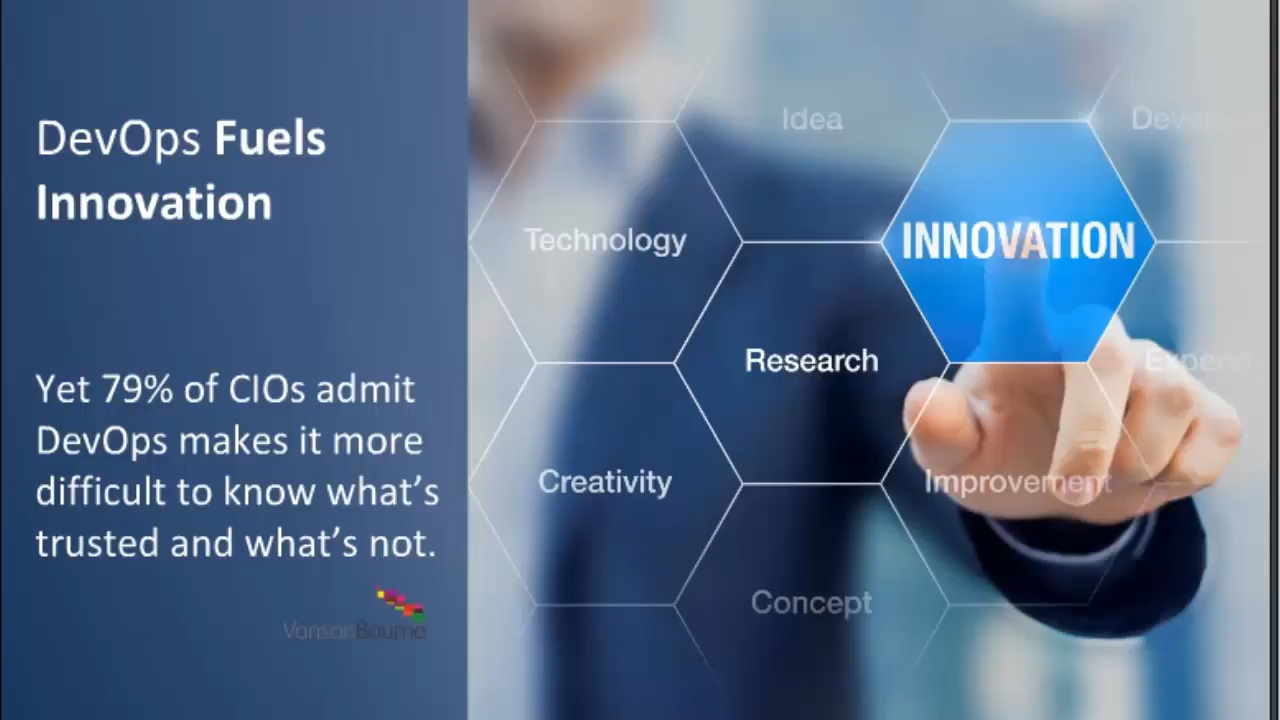 DevOps Fuels
Innovation
Yet 79% of CIOs admit
DevOps makes it more
difficult to know what's
trusted and what's not.
VansonBourne
Idea
Technology
INNOVATION
Research
Creativity
Improvement
Concept